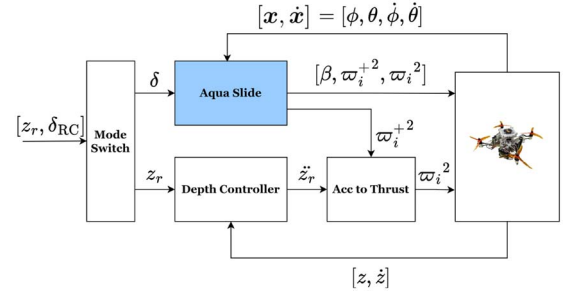 [x, ẋ] = [ϕ, θ, ϕ̇, θ̇]
δ
Aqua Slide
[β, ϖᵢ⁺², ϖᵢ²]
[zᵣ, δ_RC]
Mode
Switch
ϖᵢ⁺²
zᵣ
Depth Controller
z̈ᵣ
Acc to Thrust
ϖᵢ²
[z, ż]